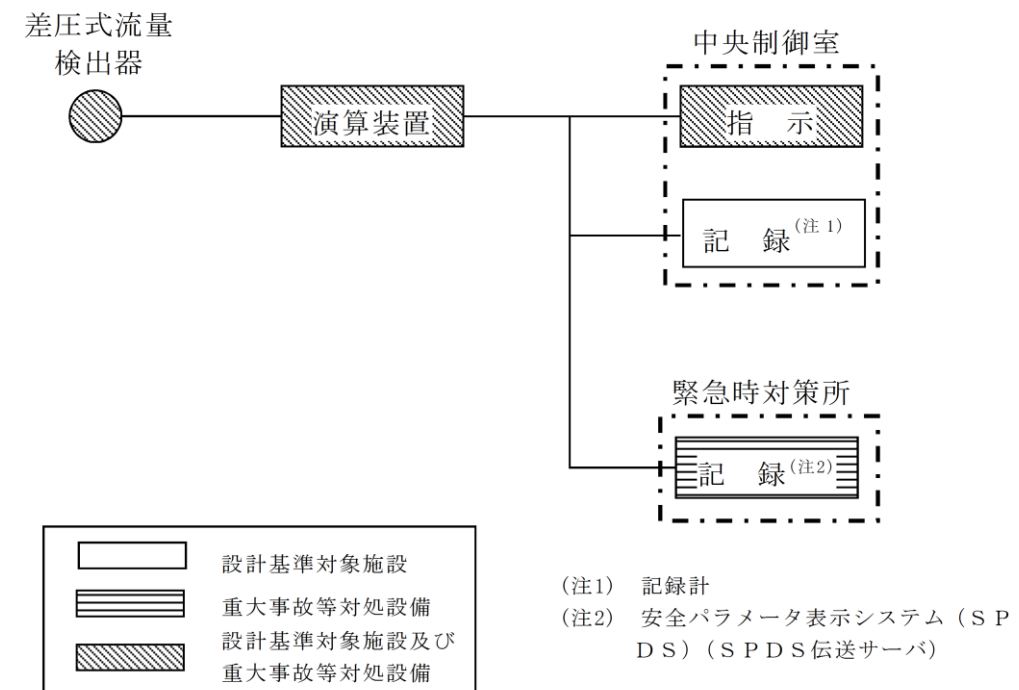 差圧式流量
検出器
中央制御室
演算装置
指　示
記　録(注 1)
緊急時対策所
記　録(注2)
設計基準対象施設
重大事故等対処設備
設計基準対象施設及び
重大事故等対処設備
(注1)　記録計
(注2)　安全パラメータ表示システム（ＳＰ
ＤＳ）（ＳＰＤＳ伝送サーバ）